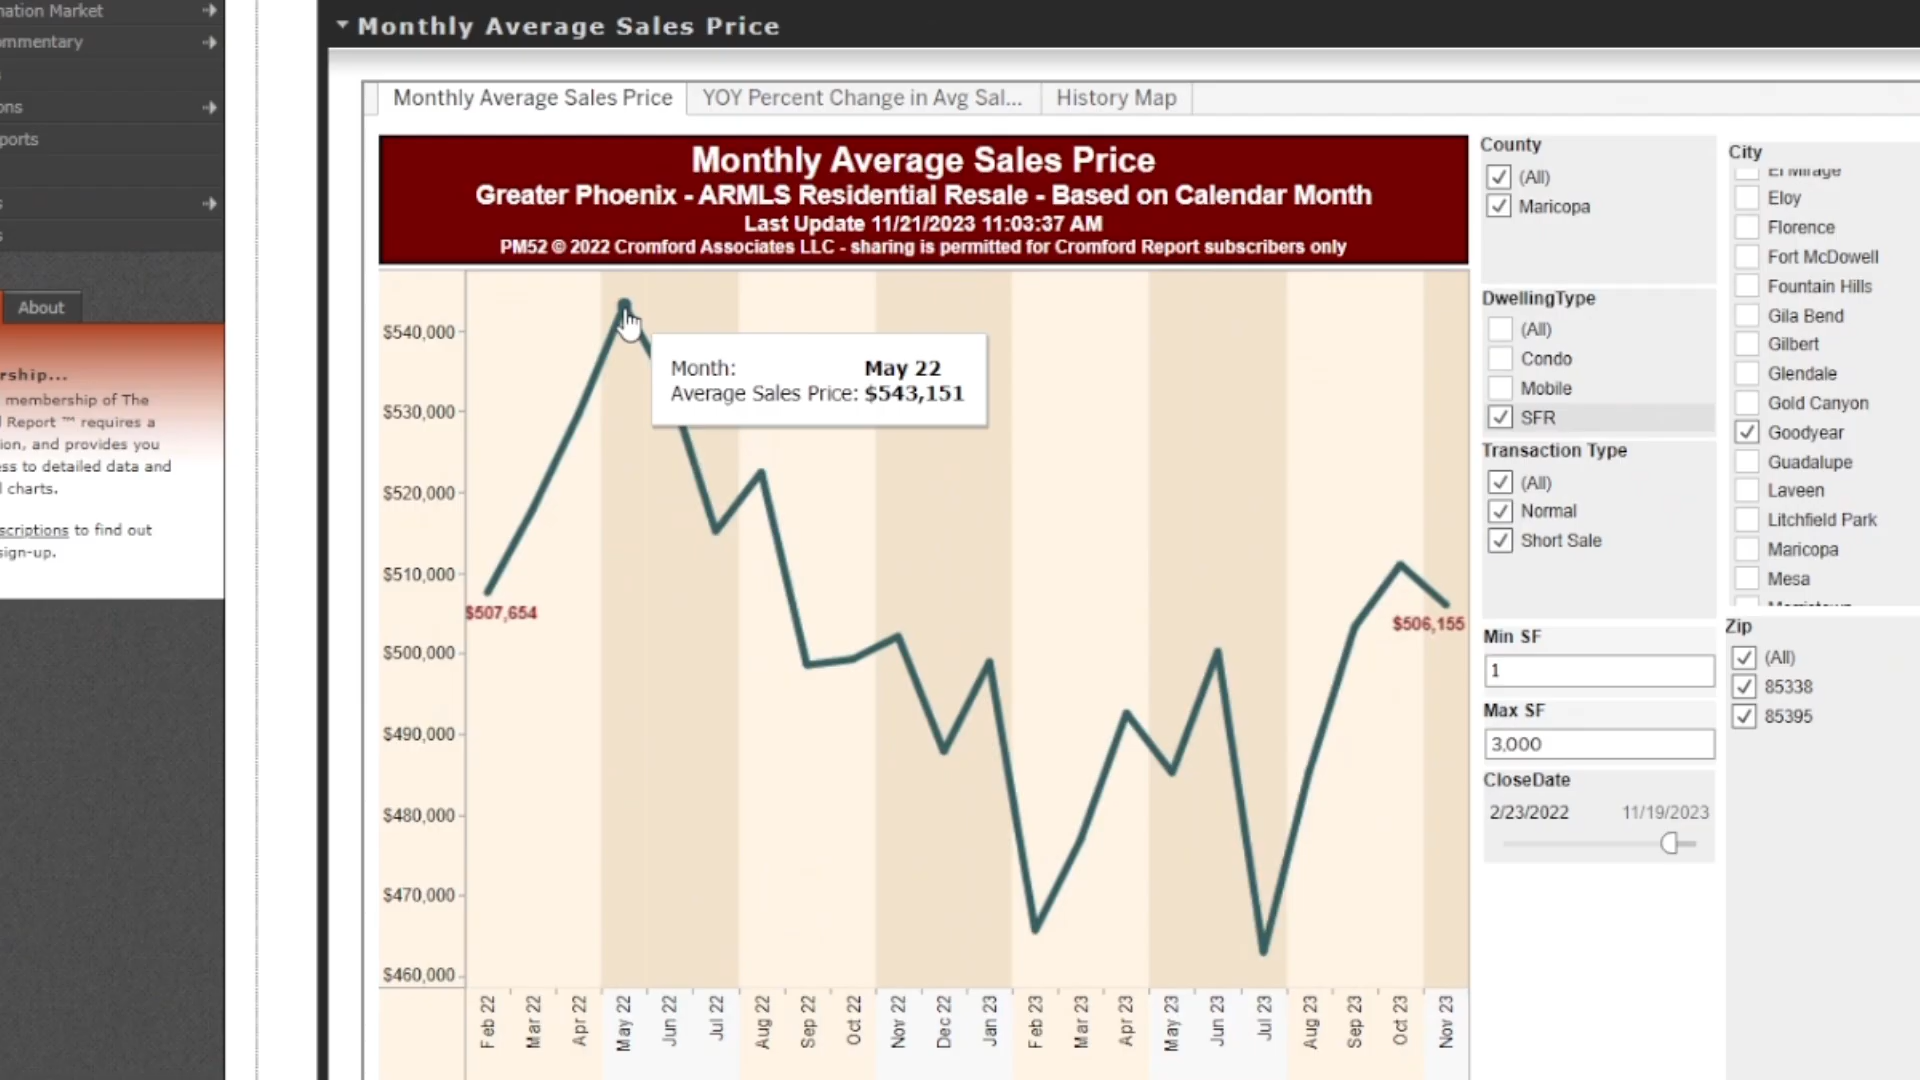 Monthly Average Sales Price
Monthly Average Sales Price
YOY Percent Change in Avg Sal...
History Map
Monthly Average Sales Price
Greater Phoenix - ARMLS Residential Resale - Based on Calendar Month
Last Update 11/21/2023 11:03:37 AM
PM52 © 2022 Cromford Associates LLC - sharing is permitted for Cromford Report subscribers only
Month: May 22
Average Sales Price: $543,151
$540,000
$530,000
$520,000
$510,000
$500,000
$490,000
$480,000
$470,000
$460,000
$507,654
$506,155
Feb 22
Mar 22
Apr 22
May 22
Jun 22
Jul 22
Aug 22
Sep 22
Oct 22
Nov 22
Dec 22
Jan 23
Feb 23
Mar 23
Apr 23
May 23
Jun 23
Jul 23
Aug 23
Sep 23
Oct 23
Nov 23
County
(All)
Maricopa
DwellingType
(All)
Condo
Mobile
SFR
Transaction Type
(All)
Normal
Short Sale
Min SF
1
Max SF
3,000
CloseDate
2/23/2022 11/19/2023
City
El Mirage
Eloy
Florence
Fort McDowell
Fountain Hills
Gila Bend
Gilbert
Glendale
Gold Canyon
Goodyear
Guadalupe
Laveen
Litchfield Park
Maricopa
Mesa
Zip
(All)
85338
85395
mation Market
ommentary
ons
ports
About
rship...
membership of The
l Report ™ requires a
ion, and provides you
ess to detailed data and
l charts.
scriptions to find out
sign-up.